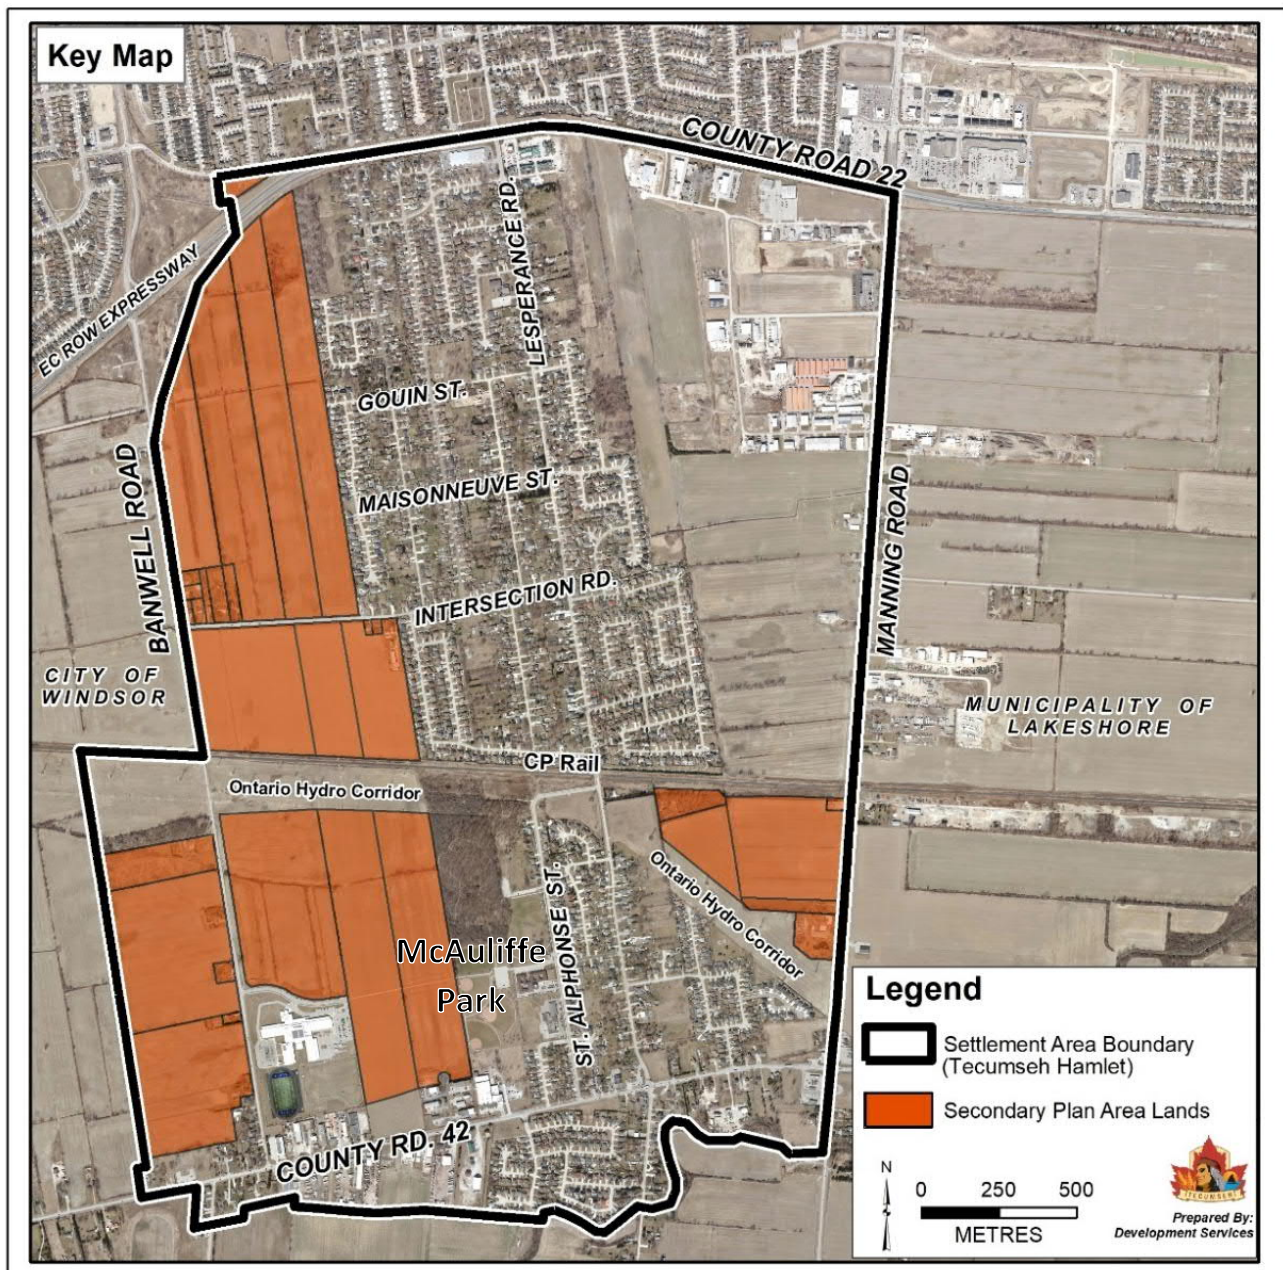 Key Map
COUNTY ROAD 22
LESPERANCE RD.
EC ROW EXPRESSWAY
GOUIN ST.
BANWELL ROAD
MAISONNEUVE ST.
MANNING ROAD
INTERSECTION RD.
CITY OF
WINDSOR
MUNICIPALITY OF
LAKESHORE
CP Rail
Ontario Hydro Corridor
Ontario Hydro Corridor
ST. ALPHONSE ST.
McAuliffe
Park
COUNTY RD. 42
Legend
Settlement Area Boundary
(Tecumseh Hamlet)
Secondary Plan Area Lands
N
0 250 500
METRES
TECUMSEH
Prepared By:
Development Services